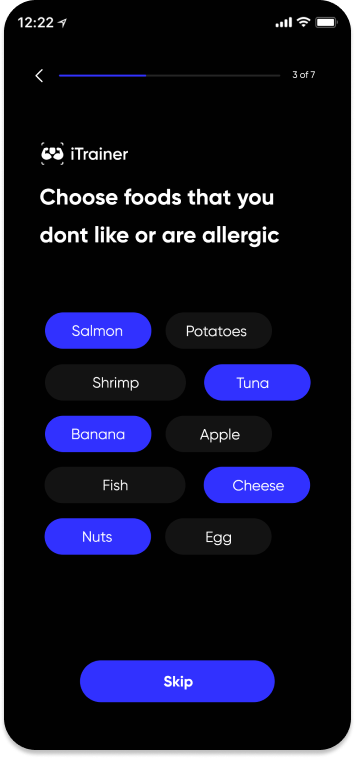 12:22
3 of 7
iTrainer
Choose foods that you
dont like or are allergic
Salmon Potatoes
Shrimp Tuna
Banana Apple
Fish Cheese
Nuts Egg
Skip